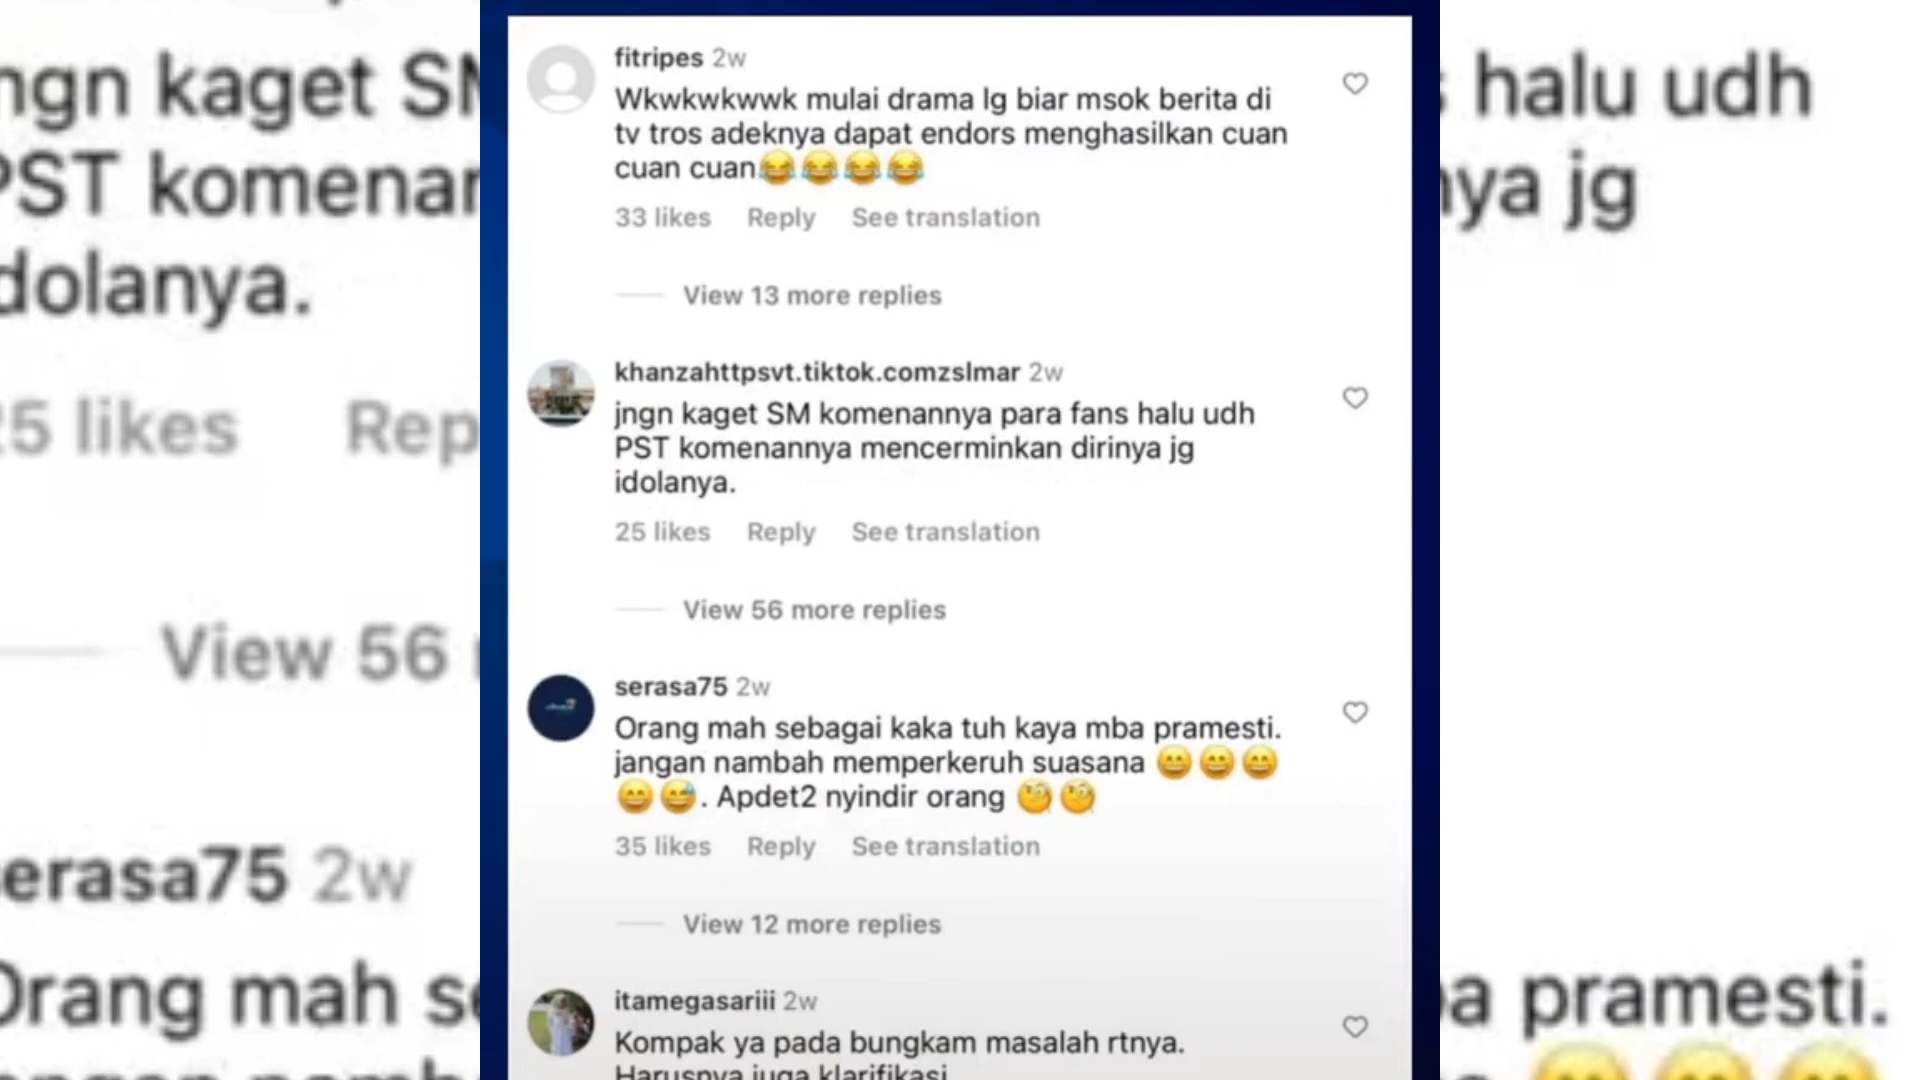 fitripes 2w
Wkwkwkwwk mulai drama lg biar msok berita di
tv tros adeknya dapat endors menghasilkan cuan
cuan cuan😂😂😂😂
33 likes Reply See translation
View 13 more replies
khanzahttpsvt.tiktok.comzslmar 2w
jngn kaget SM komenannya para fans halu udh
PST komenannya mencerminkan dirinya jg
idolanya.
25 likes Reply See translation
View 56 more replies
serasa75 2w
Orang mah sebagai kaka tuh kaya mba pramesti.
jangan nambah memperkeruh suasana 😁😁😁
😁😅. Apdet2 nyindir orang 🧐🧐
35 likes Reply See translation
View 12 more replies
itamegasariii 2w
Kompak ya pada bungkam masalah rtnya.
Harusnya juga klarifikasi